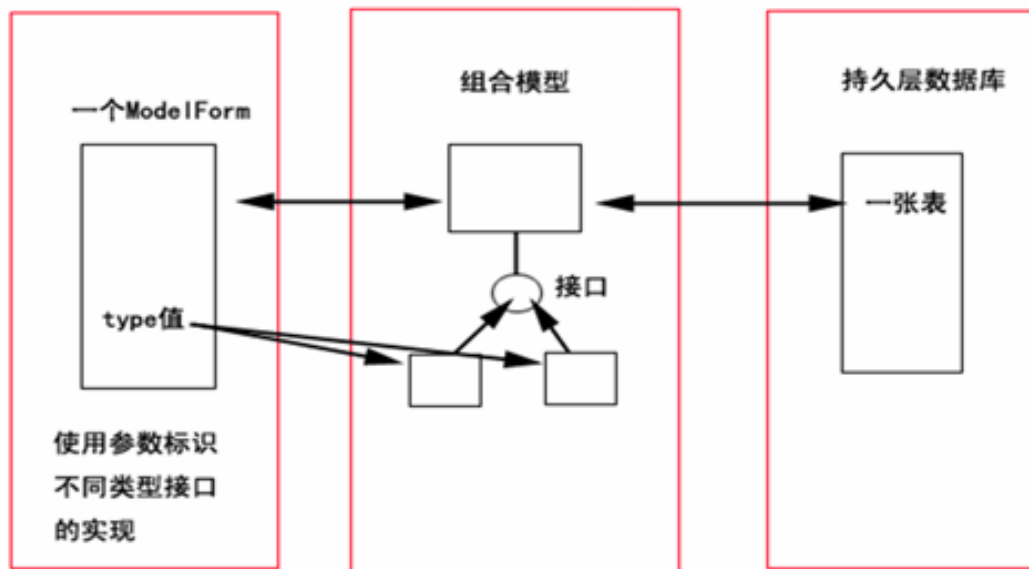 一个ModelForm
type值
使用参数标识
不同类型接口
的实现
组合模型
接口
持久层数据库
一张表